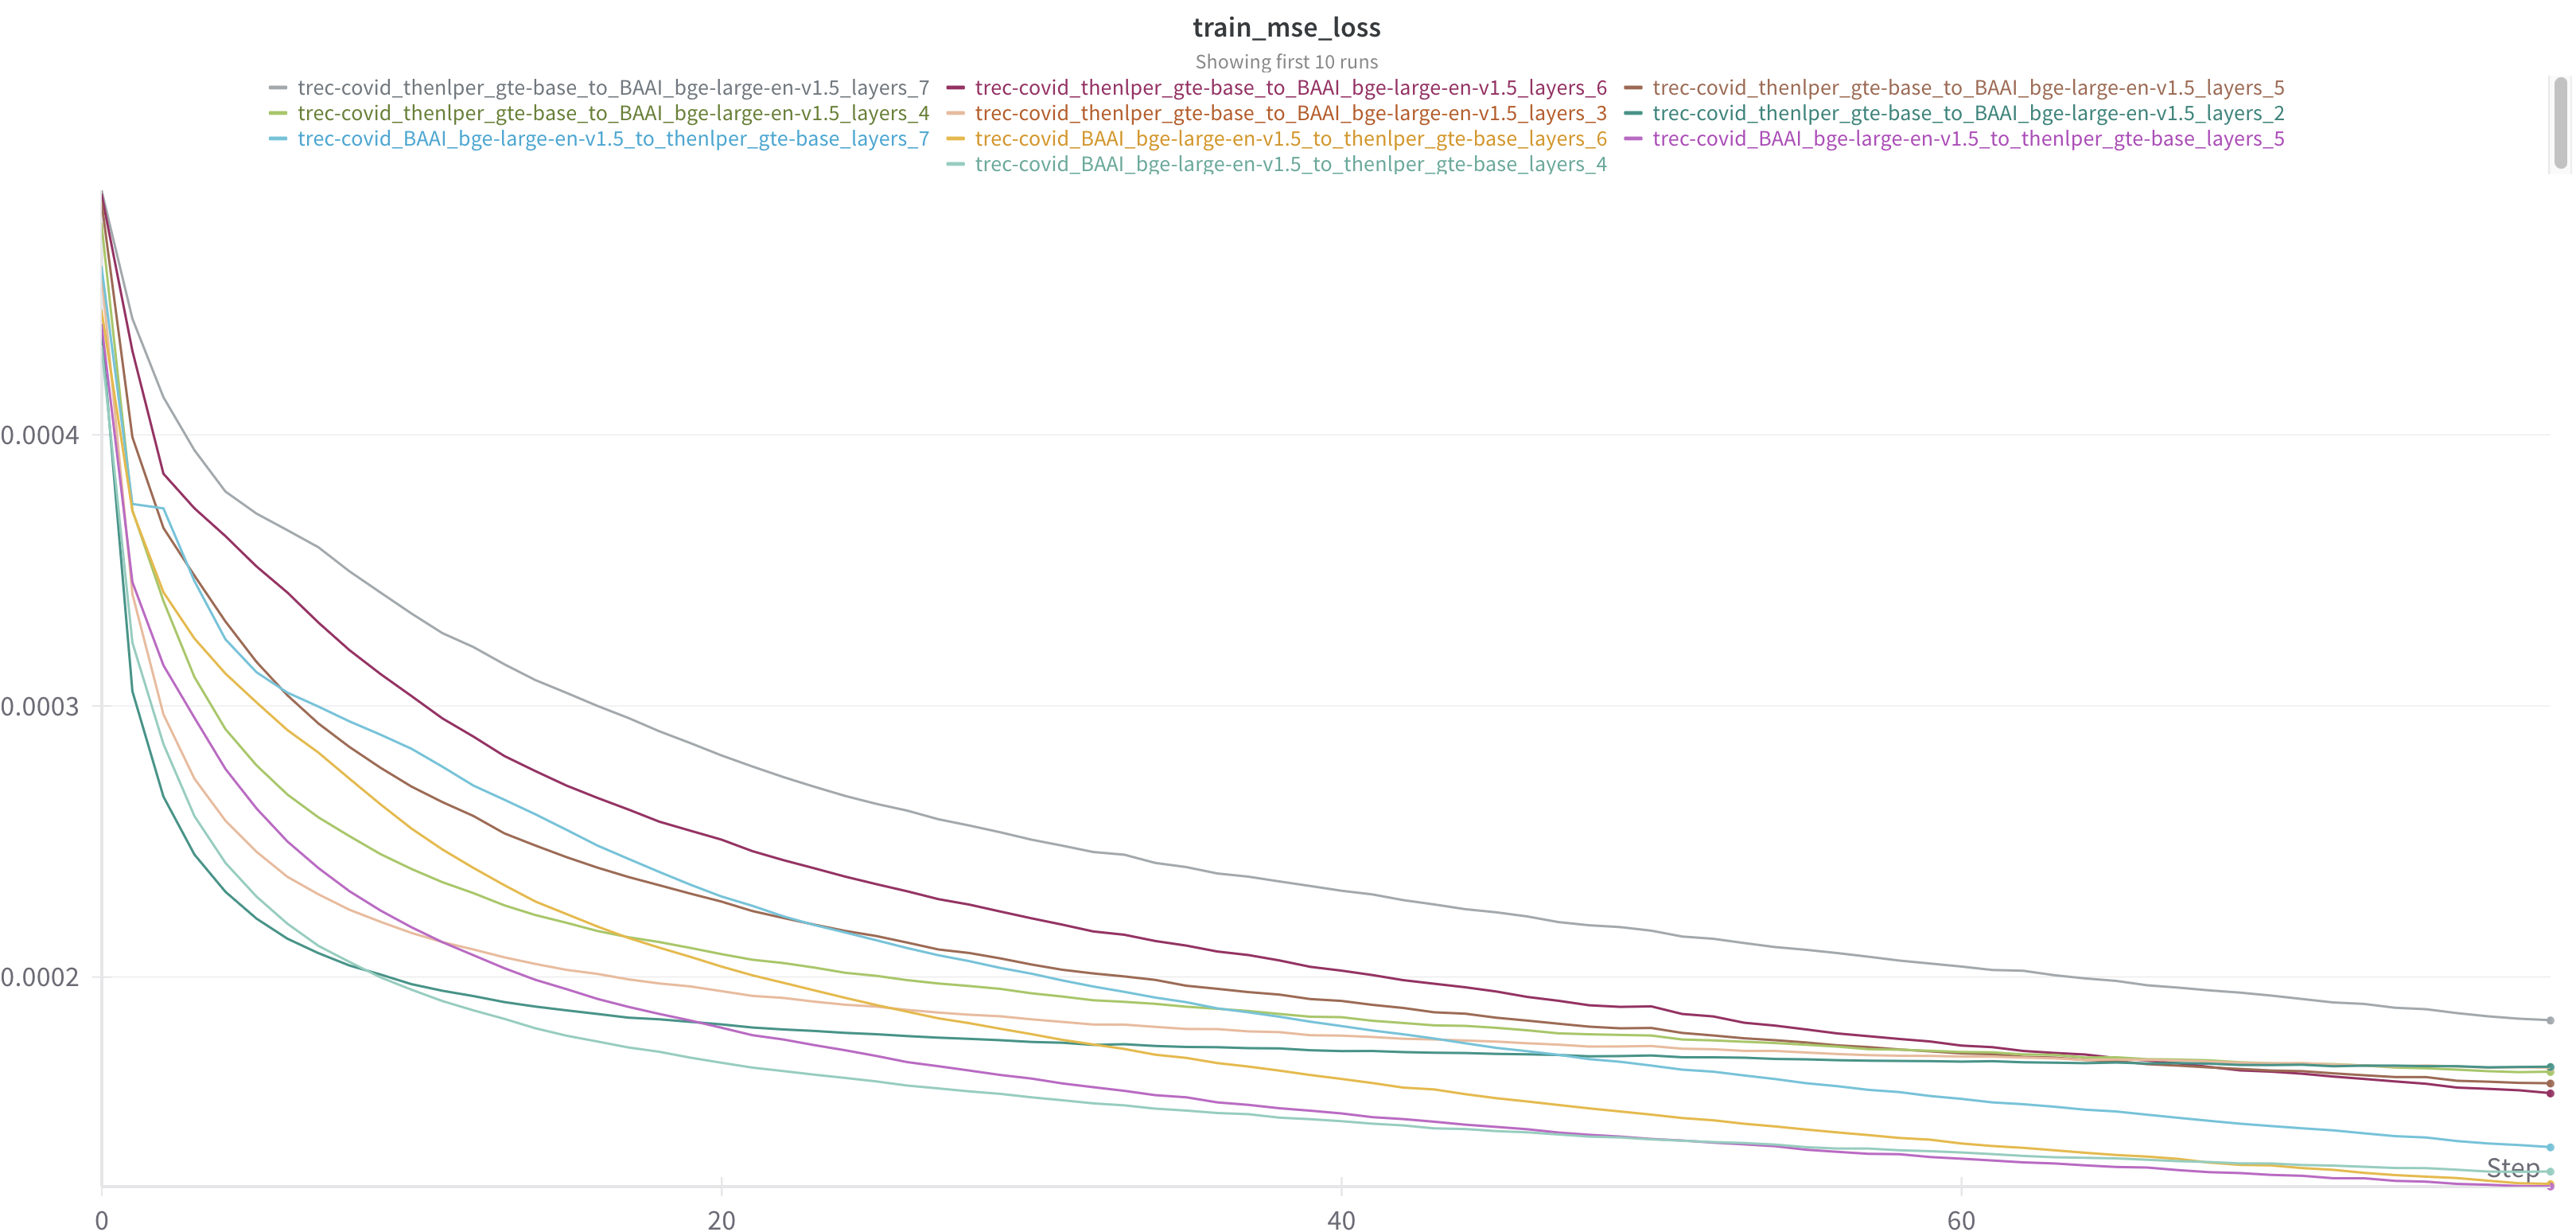 train_mse_loss
Showing first 10 runs
trec-covid_thenlper_gte-base_to_BAAI_bge-large-en-v1.5_layers_7 trec-covid_thenlper_gte-base_to_BAAI_bge-large-en-v1.5_layers_6 trec-covid_thenlper_gte-base_to_BAAI_bge-large-en-v1.5_layers_5
trec-covid_thenlper_gte-base_to_BAAI_bge-large-en-v1.5_layers_4 trec-covid_thenlper_gte-base_to_BAAI_bge-large-en-v1.5_layers_3 trec-covid_thenlper_gte-base_to_BAAI_bge-large-en-v1.5_layers_2
trec-covid_BAAI_bge-large-en-v1.5_to_thenlper_gte-base_layers_7 trec-covid_BAAI_bge-large-en-v1.5_to_thenlper_gte-base_layers_6 trec-covid_BAAI_bge-large-en-v1.5_to_thenlper_gte-base_layers_5
trec-covid_BAAI_bge-large-en-v1.5_to_thenlper_gte-base_layers_4
0.0004
0.0003
0.0002
Step
0 20 40 60